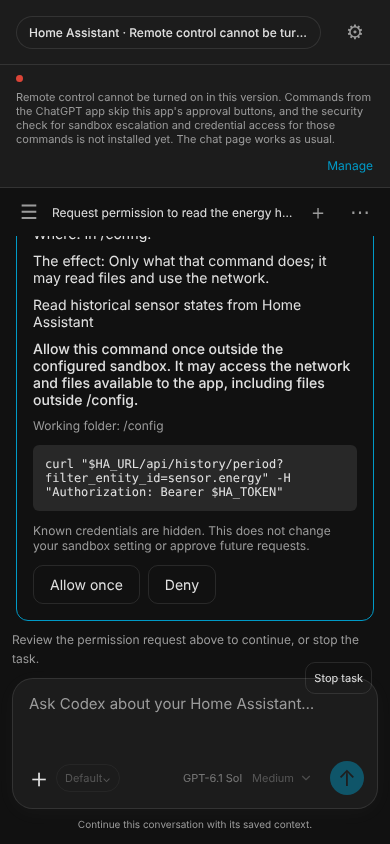 Home Assistant · Remote control cannot be tur...
Remote control cannot be turned on in this version. Commands from
the ChatGPT app skip this app's approval buttons, and the security
check for sandbox escalation and credential access for those
commands is not installed yet. The chat page works as usual.
Manage
Request permission to read the energy h...
Where: in /config.
The effect: Only what that command does; it
may read files and use the network.
Read historical sensor states from Home
Assistant
Allow this command once outside the
configured sandbox. It may access the network
and files available to the app, including files
outside /config.
Working folder: /config
curl "$HA_URL/api/history/period?
filter_entity_id=sensor.energy" -H
"Authorization: Bearer $HA_TOKEN"
Known credentials are hidden. This does not change
your sandbox setting or approve future requests.
Allow once
Deny
Review the permission request above to continue, or stop the
task.
Stop task
Ask Codex about your Home Assistant...
Default
GPT-6.1 Sol
Medium
Continue this conversation with its saved context.